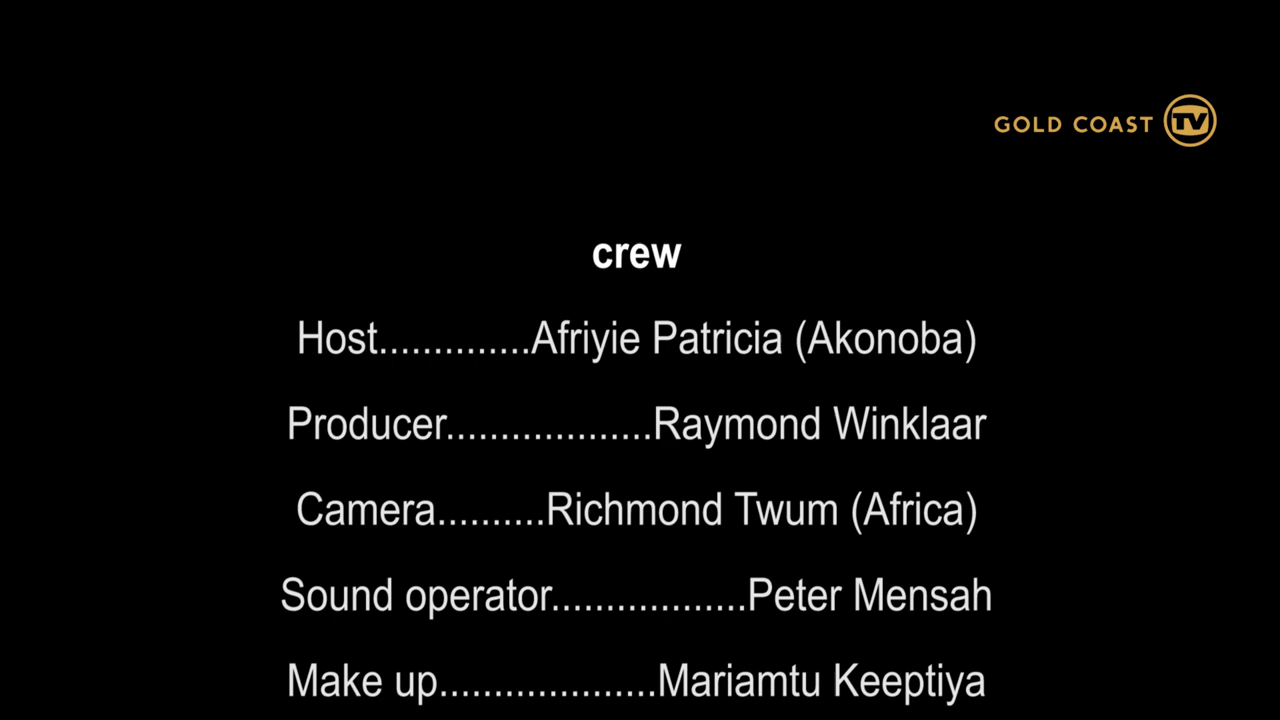 GOLD COAST TV
crew
Host..............Afriyie Patricia (Akonoba)
Producer...................Raymond Winklaar
Camera..........Richmond Twum (Africa)
Sound operator..................Peter Mensah
Make up....................Mariamtu Keeptiya